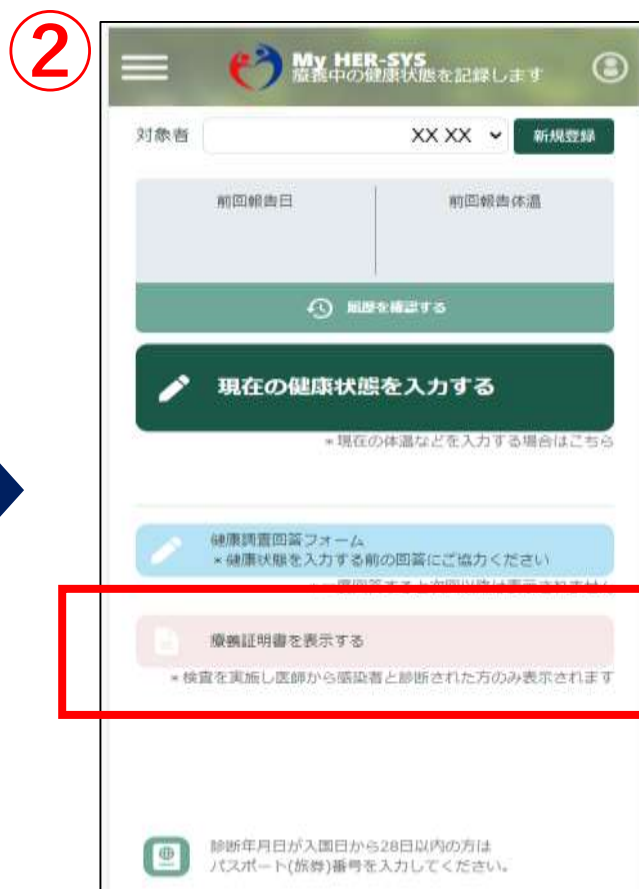 ②
My HER-SYS
療養中の健康状態を記録します
対象者 XX XX 新規登録
前回報告日 前回報告体温
履歴を確認する
現在の健康状態を入力する
*現在の体温などを入力する場合はこちら
健康調査回答フォーム
*健康状態を入力する前の回答にご協力ください
療養証明書を表示する
*検査を実施し医師から感染者と診断された方のみ表示されます
診断年月日が入国日から28日以内の方は
パスポート(旅券)番号を入力してください。